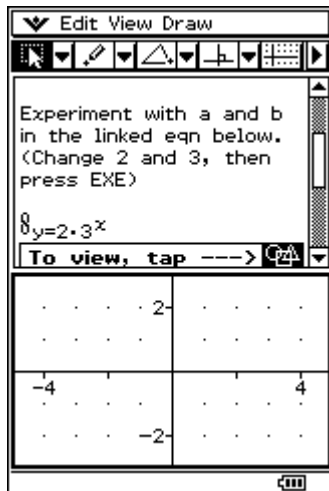 Edit View Draw
Experiment with a and b
in the linked eqn below.
(Change 2 and 3, then
press EXE)
y=2·3ˣ
To view, tap --->
2
-4 4
-2